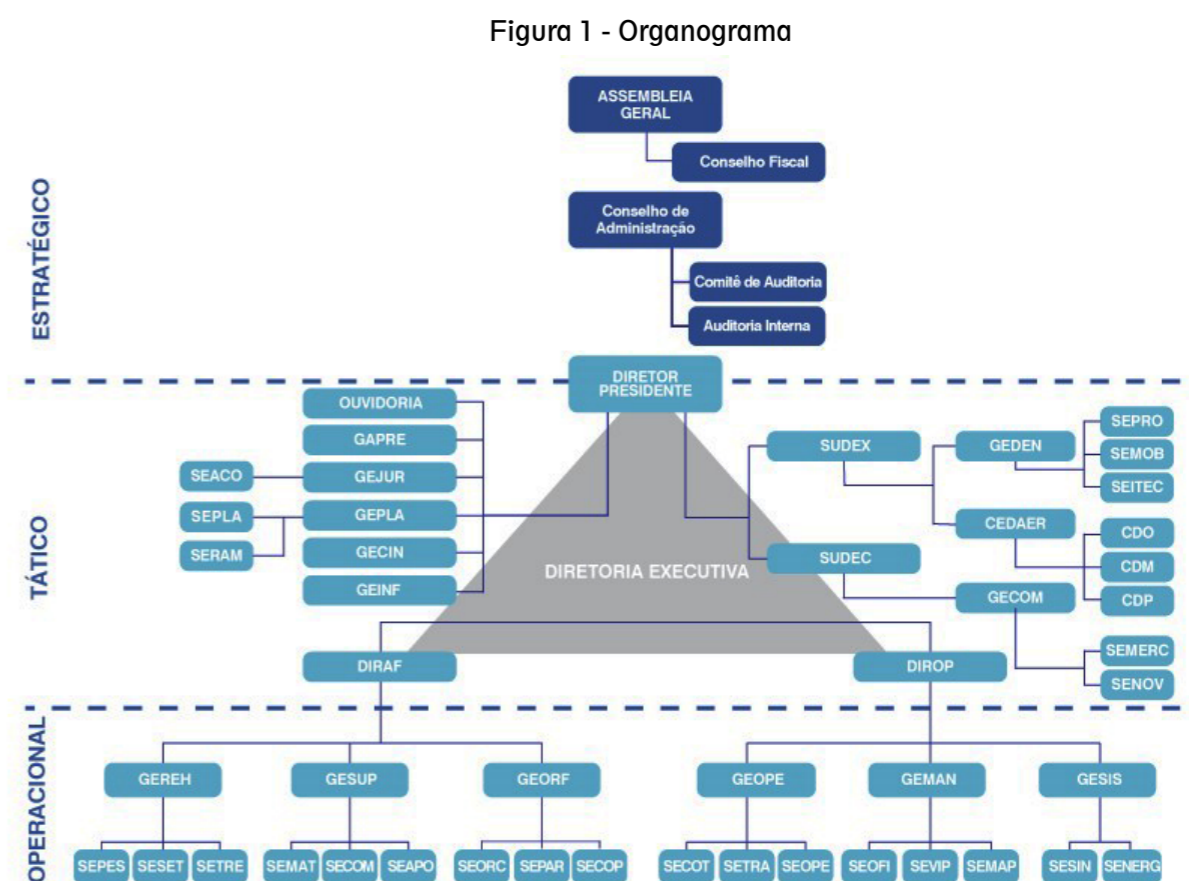 Figura 1 - Organograma
ASSEMBLEIA
GERAL
Conselho Fiscal
Conselho de
Administração
Comitê de Auditoria
Auditoria Interna
ESTRATÉGICO
DIRETOR
PRESIDENTE
OUVIDORIA
GAPRE
GEJUR
GEPLA
GECIN
GEINF
SEACO
SEPLA
SERAM
TÁTICO
DIRETORIA EXECUTIVA
SUDEX
SUDEC
GEDEN
CEDAER
GECOM
SEPRO
SEMOB
SEITEC
CDO
CDM
CDP
SEMERC
SENOV
DIRAF
DIROP
OPERACIONAL
GEREH
GESUP
GEORF
GEOPE
GEMAN
GESIS
SEPES
SESET
SETRE
SEMAT
SECOM
SEAPO
SEORC
SEPAR
SECOP
SECOT
SETRA
SEOPE
SEOFI
SEVIP
SEMAP
SESIN
SENERG